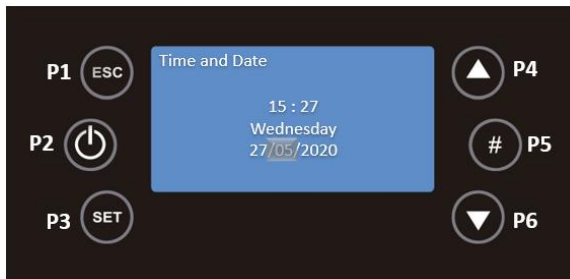 P1 ESC
Time and Date
P4
15 : 27
Wednesday
P2
27/05/2020
# P5
P3 SET
P6